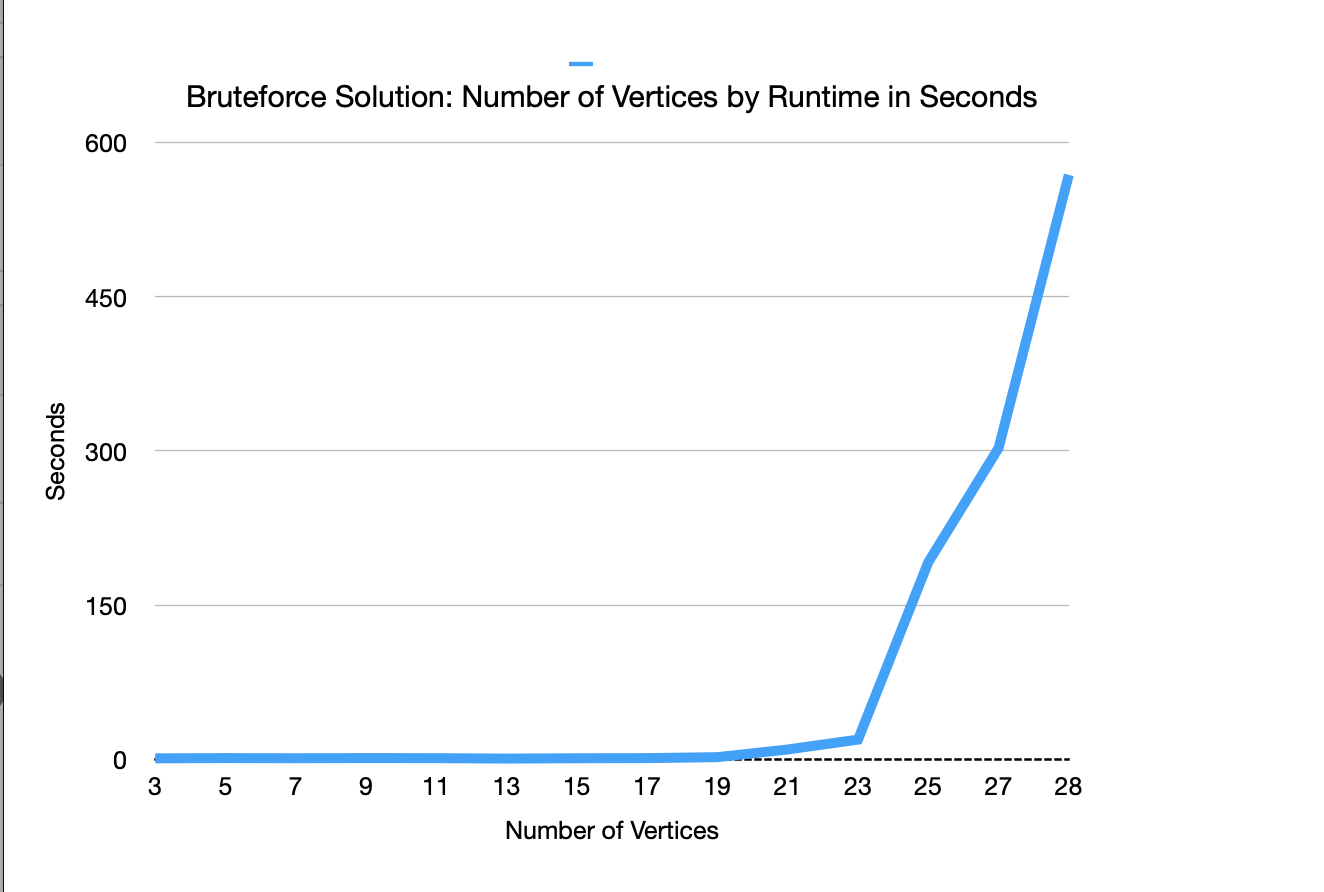 Bruteforce Solution: Number of Vertices by Runtime in Seconds
600
450
300
150
0
Seconds
3 5 7 9 11 13 15 17 19 21 23 25 27 28
Number of Vertices